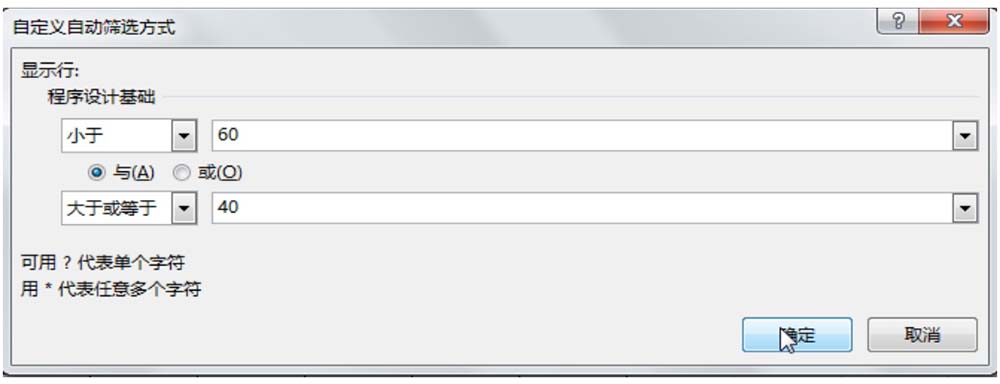 自定义自动筛选方式
显示行:
程序设计基础
小于 60
与(A) 或(O)
大于或等于 40
可用 ? 代表单个字符
用 * 代表任意多个字符
确定 取消